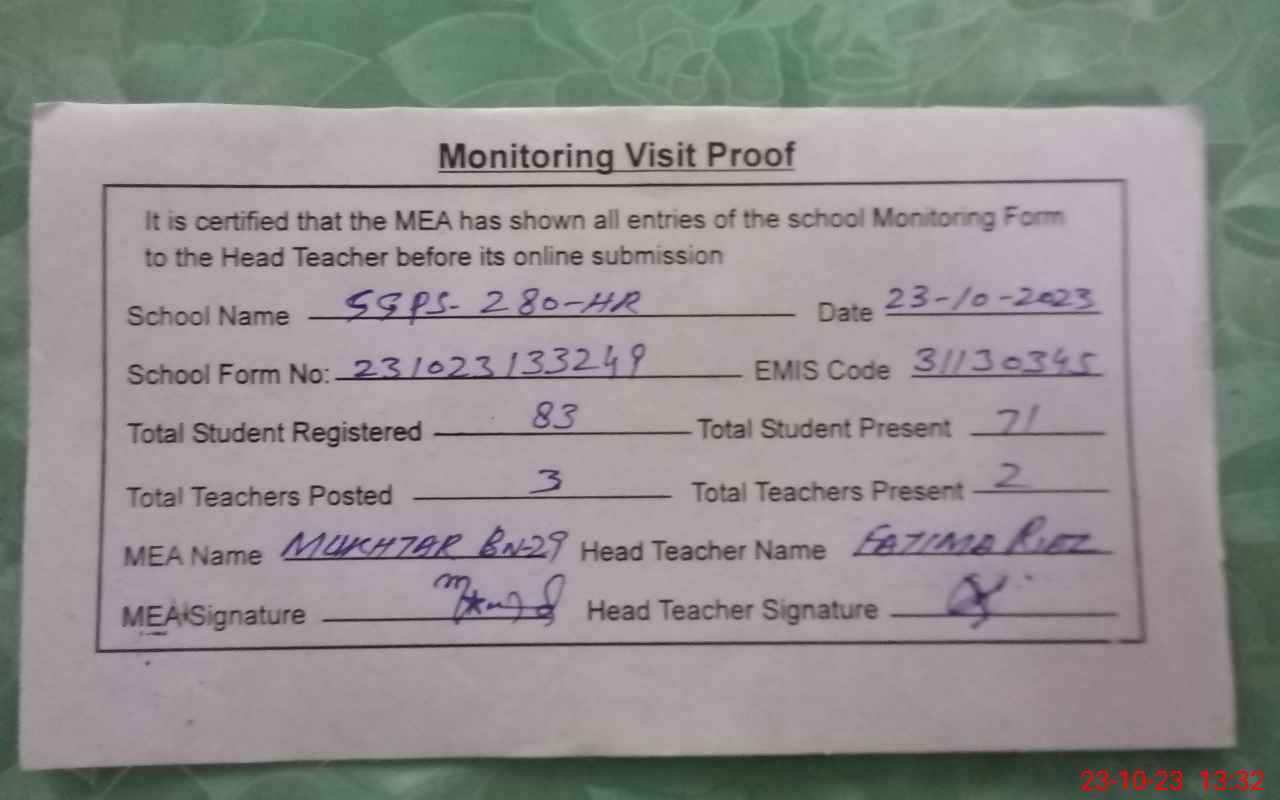 Monitoring Visit Proof
It is certified that the MEA has shown all entries of the school Monitoring Form
to the Head Teacher before its online submission
School Name GGPS- 280-HR Date 23-10-2023
School Form No: 231023133249 EMIS Code 31130345
Total Student Registered 83 Total Student Present 71
Total Teachers Posted 3 Total Teachers Present 2
MEA Name MUKHTAR BN-29 Head Teacher Name FATIMA RIAZ
MEA Signature Head Teacher Signature
23-10-23 13:32